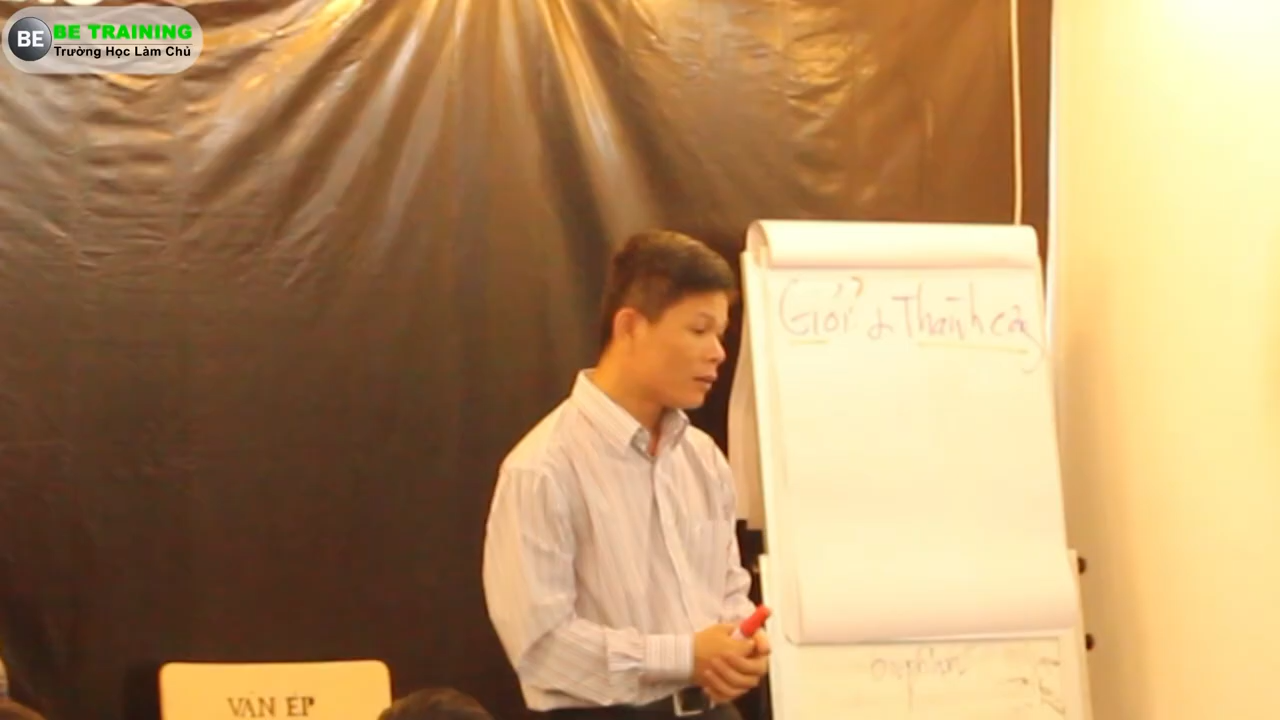 BE BE TRAINING
Trường Học Làm Chủ
Giỏi & Thành công
VÁN ÉP